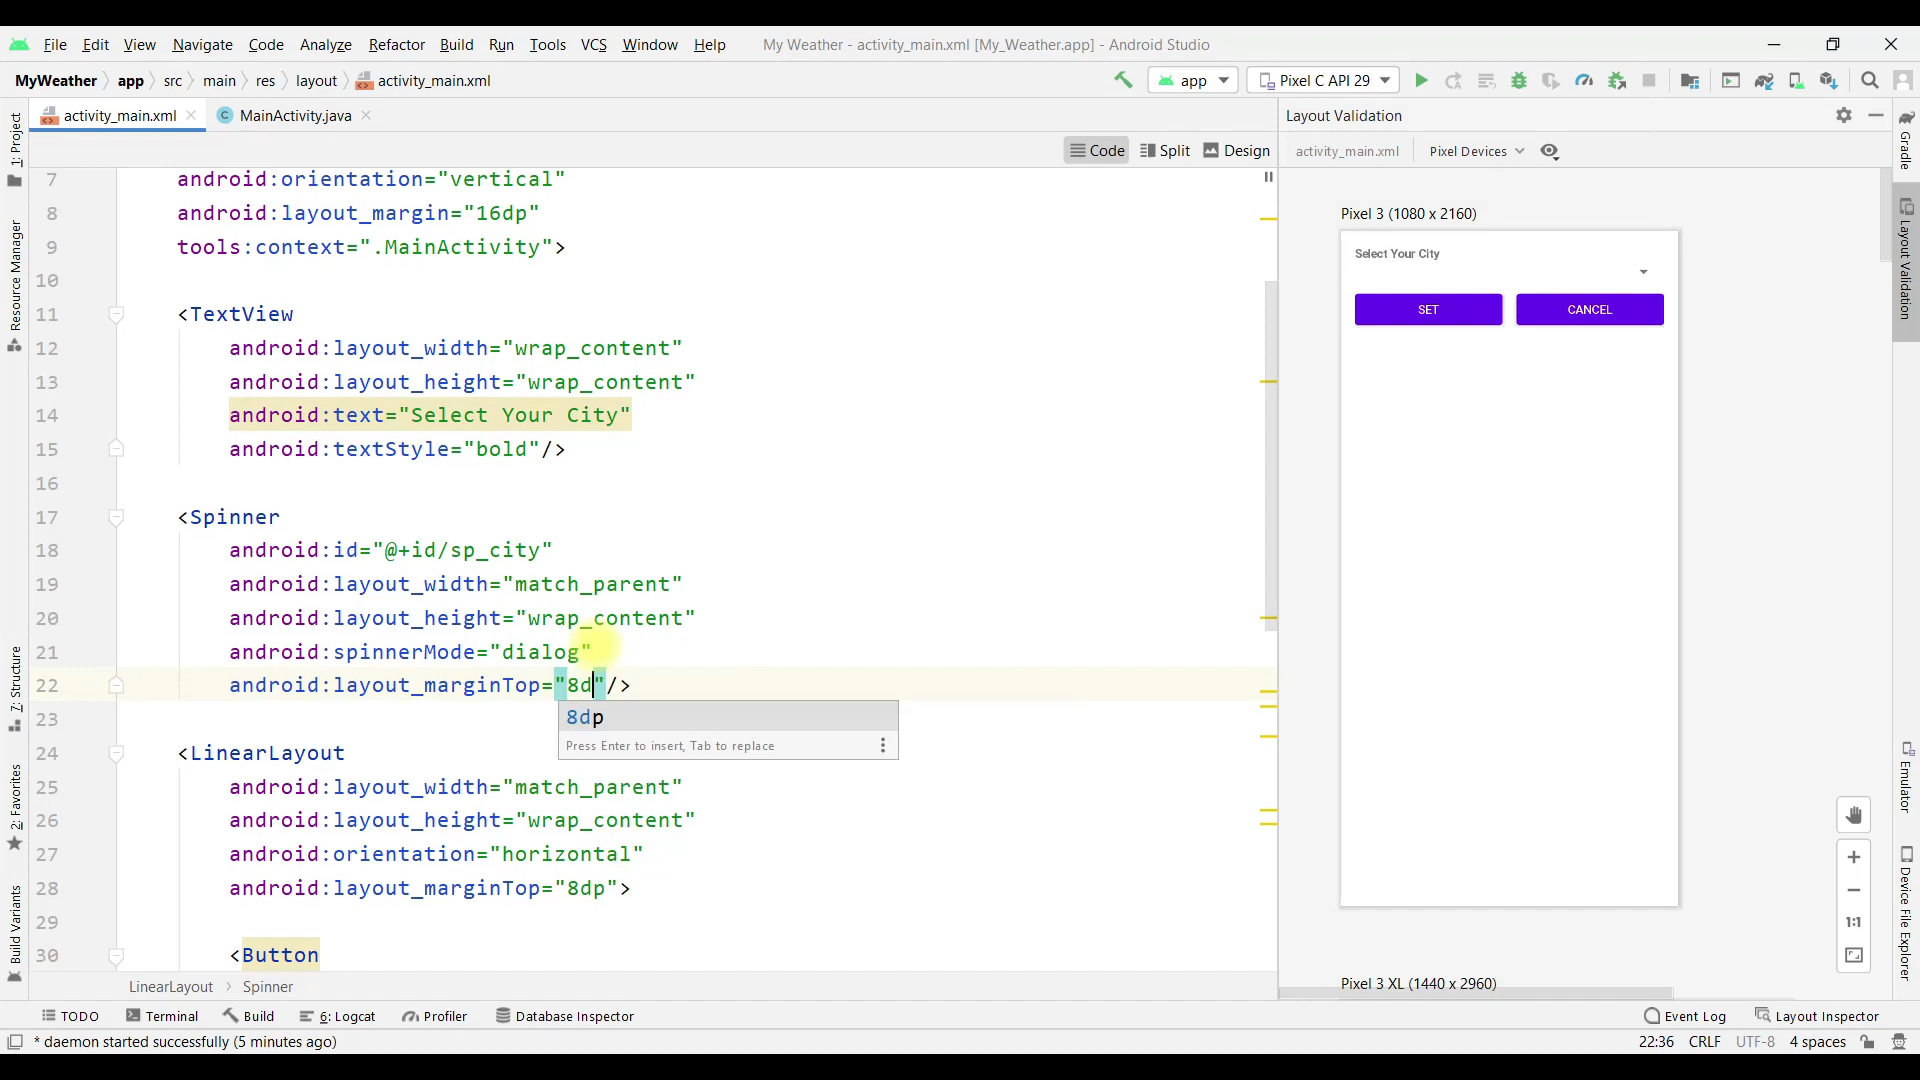 File Edit View Navigate Code Analyze Refactor Build Run Tools VCS Window Help My Weather - activity_main.xml [My_Weather.app] - Android Studio
MyWeather app src main res layout activity_main.xml
app Pixel C API 29
activity_main.xml
C MainActivity.java
Layout Validation
Code Split Design
activity_main.xml Pixel Devices
1: Project
Resource Manager
7: Structure
2: Favorites
Build Variants
7 android:orientation="vertical"
8 android:layout_margin="16dp"
9 tools:context=".MainActivity">
10
11 <TextView
12 android:layout_width="wrap_content"
13 android:layout_height="wrap_content"
14 android:text="Select Your City"
15 android:textStyle="bold"/>
16
17 <Spinner
18 android:id="@+id/sp_city"
19 android:layout_width="match_parent"
20 android:layout_height="wrap_content"
21 android:spinnerMode="dialog"
22 android:layout_marginTop="8d"/>
8dp
Press Enter to insert, Tab to replace
23
24 <LinearLayout
25 android:layout_width="match_parent"
26 android:layout_height="wrap_content"
27 android:orientation="horizontal"
28 android:layout_marginTop="8dp">
29
30 <Button
LinearLayout Spinner
Pixel 3 (1080 x 2160)
Select Your City
SET CANCEL
Pixel 3 XL (1440 x 2960)
1:1
Gradle
Layout Validation
Emulator
Device File Explorer
TODO Terminal Build 6: Logcat Profiler Database Inspector Event Log Layout Inspector
* daemon started successfully (5 minutes ago) 22:36 CRLF UTF-8 4 spaces